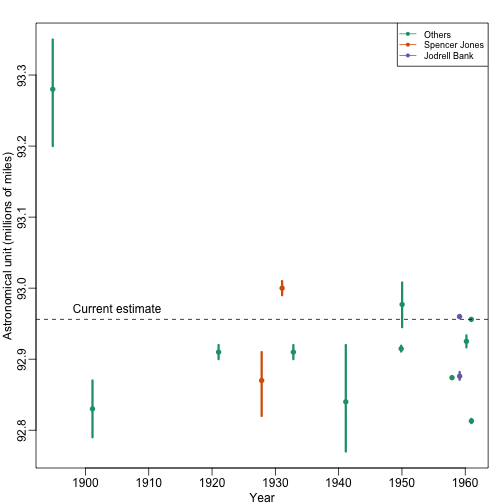 Others
Spencer Jones
Jodrell Bank
93.3
93.2
93.1
93.0
92.9
92.8
Astronomical unit (millions of miles)
Current estimate
1900 1910 1920 1930 1940 1950 1960
Year